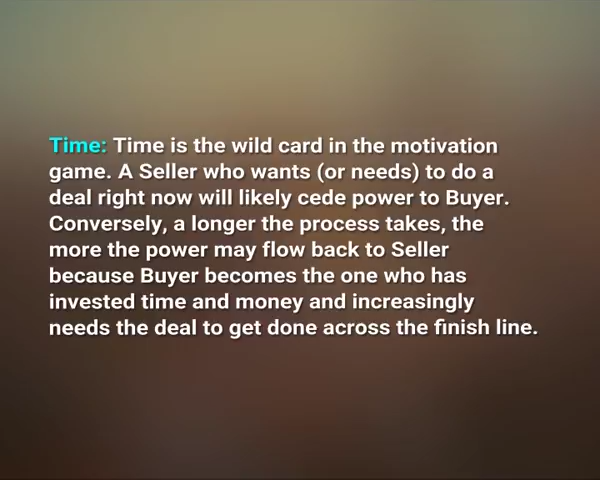 Time: Time is the wild card in the motivation
game. A Seller who wants (or needs) to do a
deal right now will likely cede power to Buyer.
Conversely, a longer the process takes, the
more the power may flow back to Seller
because Buyer becomes the one who has
invested time and money and increasingly
needs the deal to get done across the finish line.